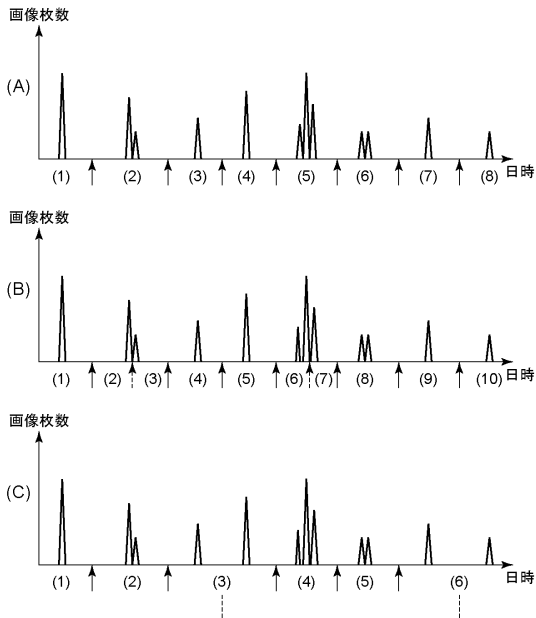 画像枚数
(A)
(1) (2) (3) (4) (5) (6) (7) (8) 日時
画像枚数
(B)
(1) (2) (3) (4) (5) (6) (7) (8) (9) (10) 日時
画像枚数
(C)
(1) (2) (3) (4) (5) (6) 日時